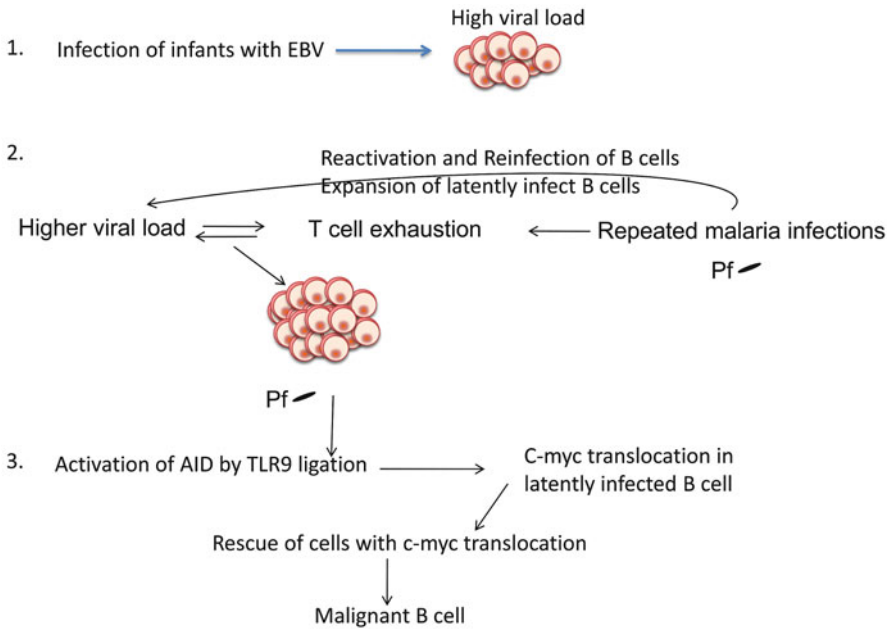 High viral load
1. Infection of infants with EBV
2.
Reactivation and Reinfection of B cells
Expansion of latently infect B cells
Higher viral load T cell exhaustion Repeated malaria infections
Pf
Pf
3. Activation of AID by TLR9 ligation
C-myc translocation in
latently infected B cell
Rescue of cells with c-myc translocation
Malignant B cell